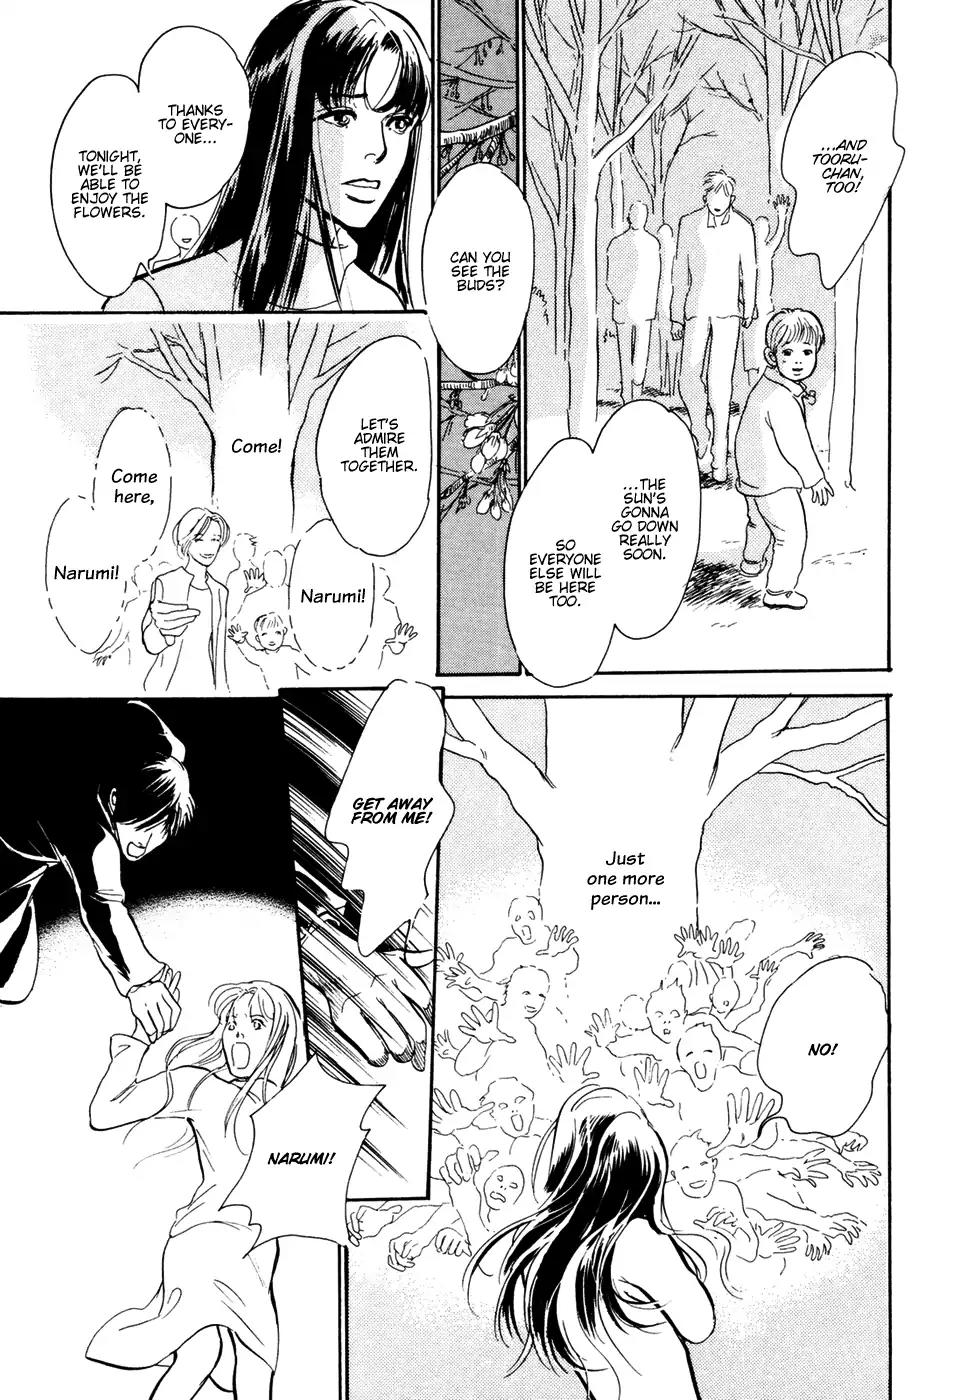 ...AND
TOORU-
CHAN,
TOO!
...THE
SUN'S
GONNA
GO DOWN
REALLY
SOON.
SO
EVERYONE
ELSE WILL
BE HERE
TOO.
CAN YOU
SEE THE
BUDS?
THANKS
TO EVERY-
ONE...
TONIGHT,
WE'LL BE
ABLE TO
ENJOY THE
FLOWERS.
LET'S
ADMIRE
THEM
TOGETHER.
Come!
Narumi!
Come
here,
Narumi!
Just
one more
person...
NO!
GET AWAY
FROM ME!
NARUMI!